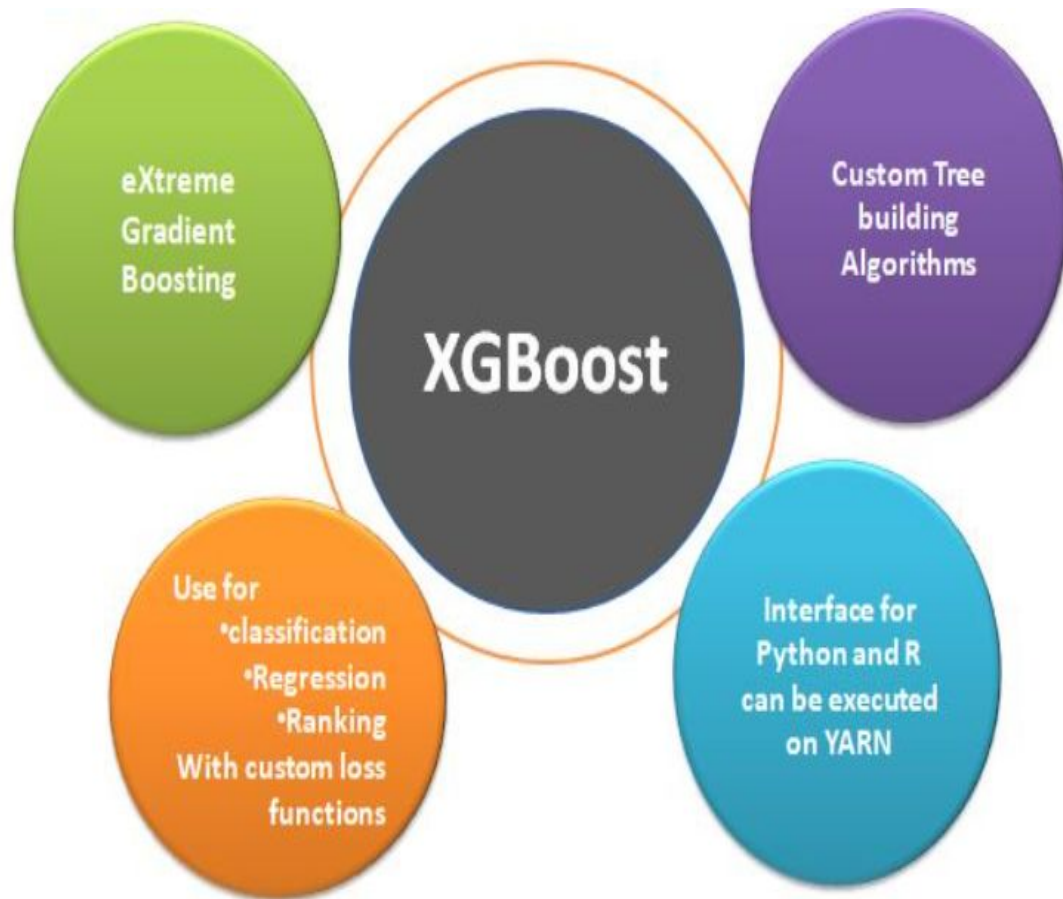 eXtreme
Gradient
Boosting
Custom Tree
building
Algorithms
XGBoost
Use for
•classification
•Regression
•Ranking
With custom loss
functions
Interface for
Python and R
can be executed
on YARN